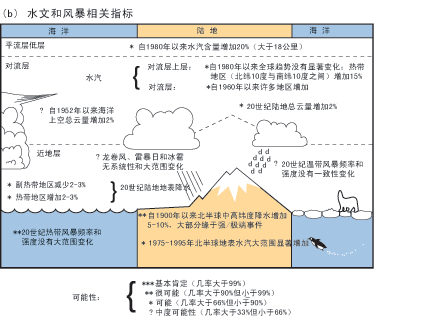 (b) 水文和风暴相关指标
海 洋
陆 地
海 洋
平流层低层
* 自1980年以来水汽含量增加20%（大于18公里）
对流层
水汽
对流层上层：
*自1980年以来全球趋势没有显著变化；热带
地区（北纬10度与南纬10度之间）增加15%
对流层：
*自1960年以来许多地区增加
? 自1952年以来海洋
上空总云量增加2%
* 20世纪陆地总云量增加2%
近地层
? 龙卷风、雷暴日和冰雹
无系统性和大范围变化
? 20世纪温带风暴频率和
强度没有一致性变化
* 副热带地区减少2-3%
* 热带地区增加2-3%
20世纪陆地地表降水
**自1900年以来北半球中高纬度降水增加
5-10%，大部分缘于强/极端事件
**20世纪热带风暴频率和
强度没有大范围变化
* 1975-1995年北半球地表水汽大范围显著增加*
可能性：
***基本肯定（几率大于99%）
**很可能（几率大于90%但小于99%）
* 可能（几率大于66%但小于90%）
? 中度可能性（几率大于33%但小于66%）